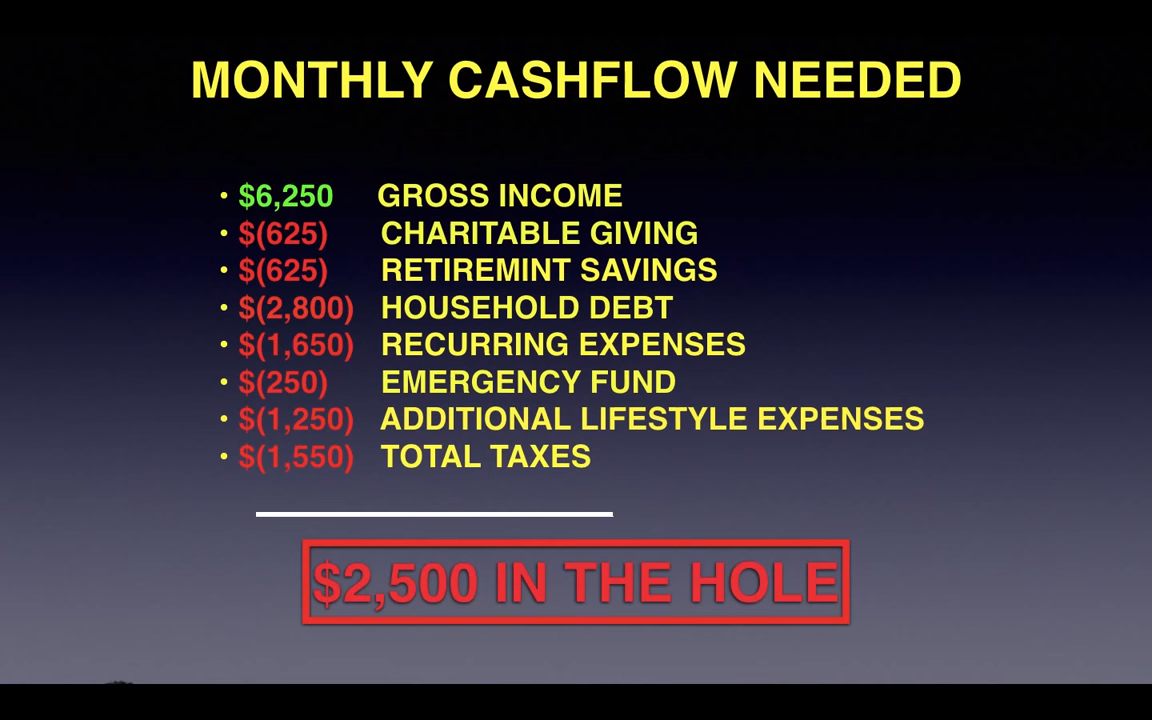 MONTHLY CASHFLOW NEEDED
• $6,250 GROSS INCOME
• $(625) CHARITABLE GIVING
• $(625) RETIREMINT SAVINGS
• $(2,800) HOUSEHOLD DEBT
• $(1,650) RECURRING EXPENSES
• $(250) EMERGENCY FUND
• $(1,250) ADDITIONAL LIFESTYLE EXPENSES
• $(1,550) TOTAL TAXES
$2,500 IN THE HOLE